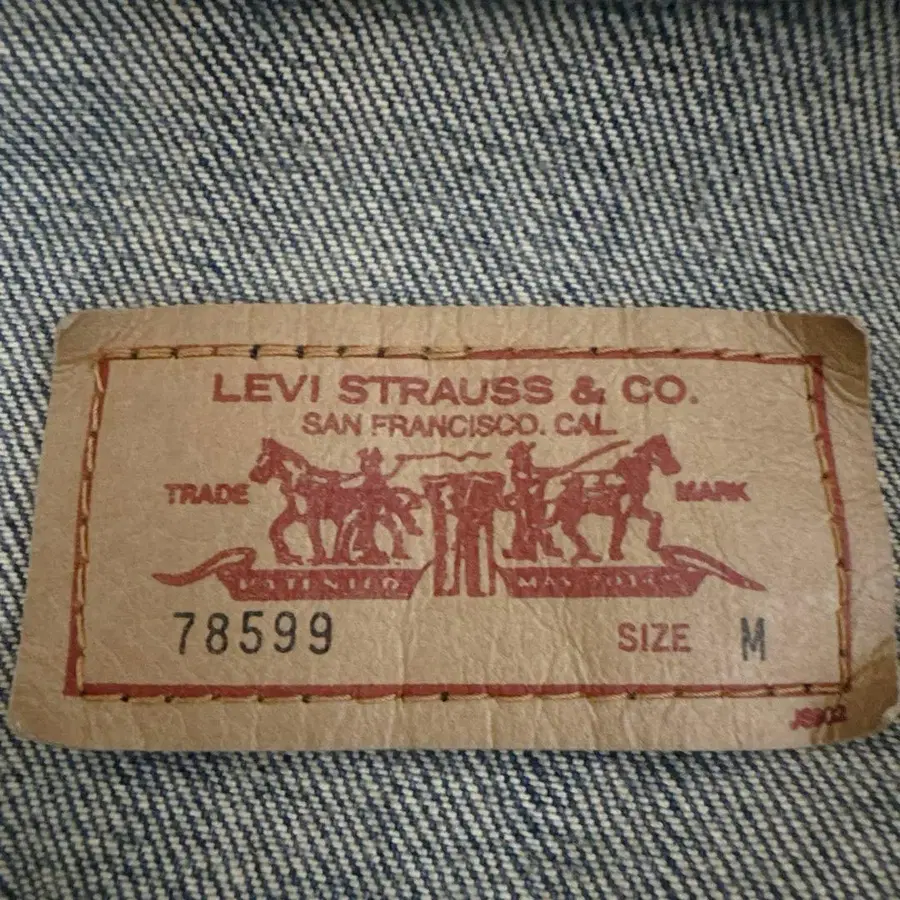 LEVI STRAUSS & CO.
SAN FRANCISCO. CAL.
TRADE MARK
78599 SIZE M